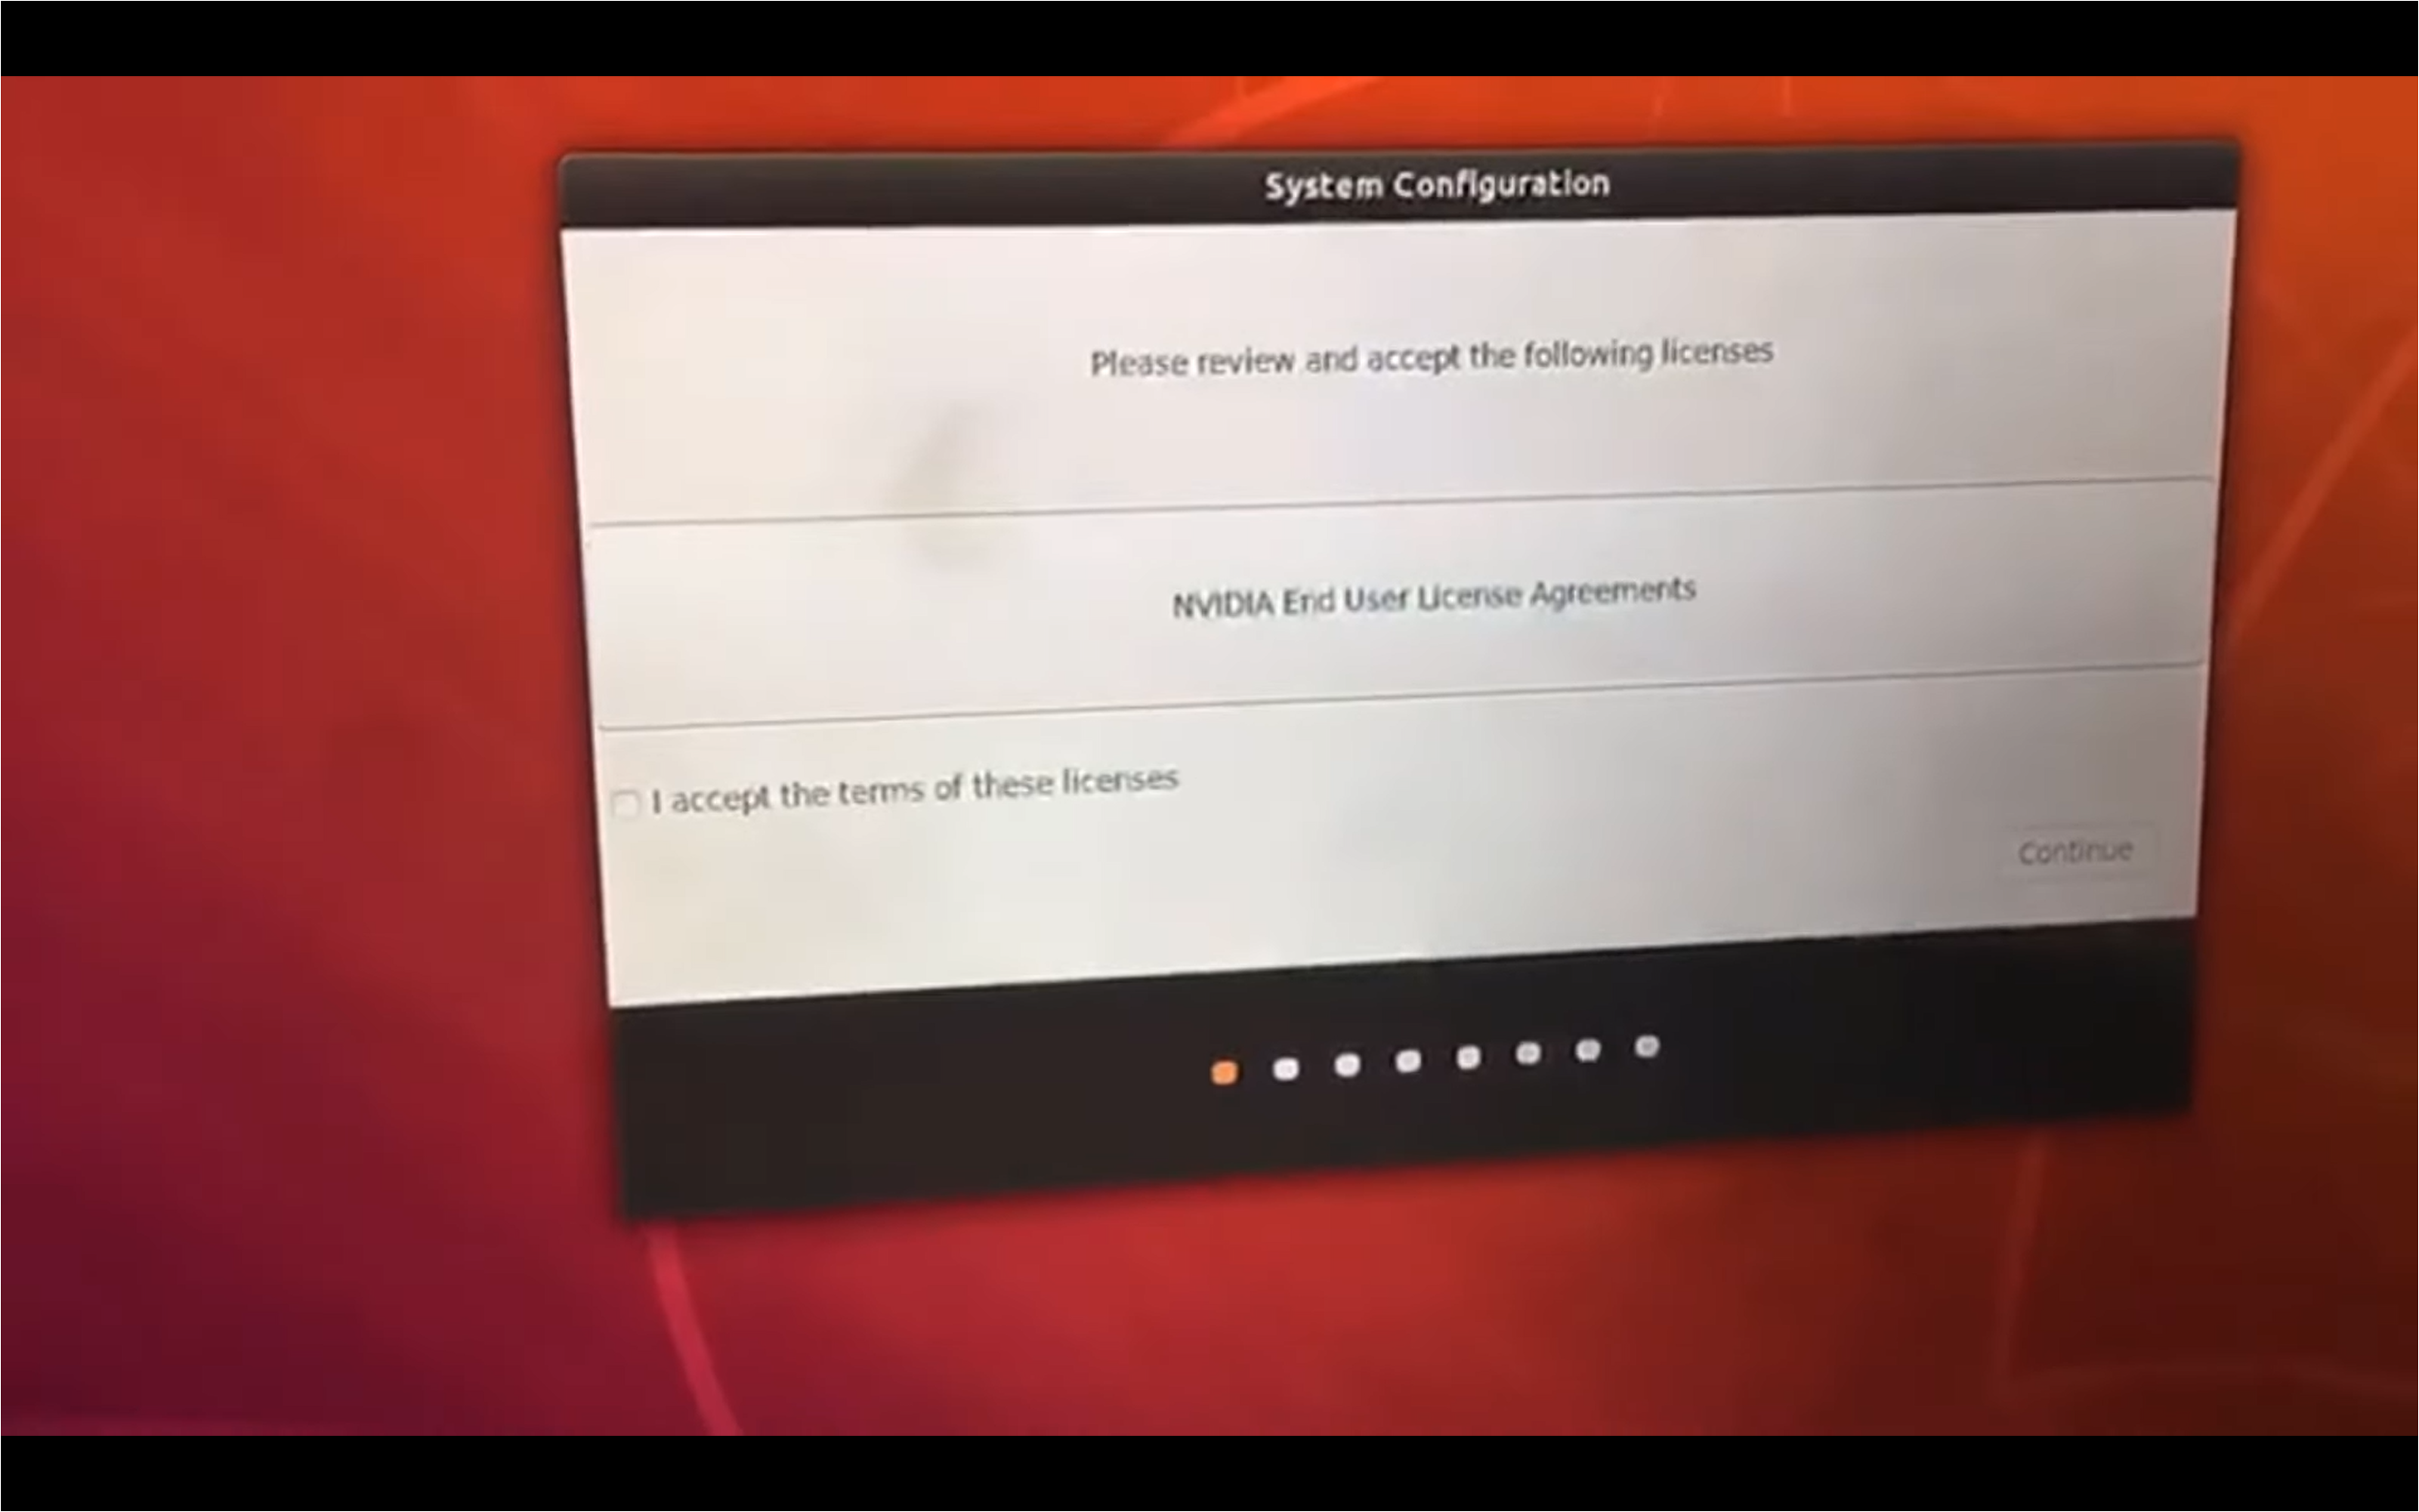 System Configuration
Please review and accept the following licenses
NVIDIA End User License Agreements
I accept the terms of these licenses
Continue